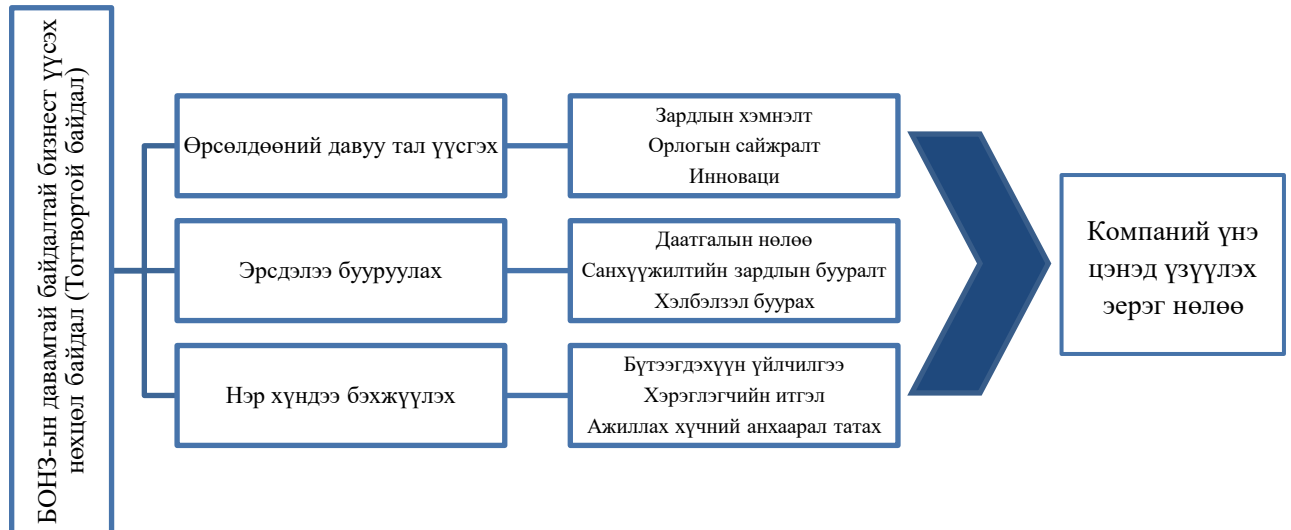 БОНЗ-ын давамгай байдалтай бизнест үүсэх
нөхцөл байдал (Тогтвортой байдал)
Өрсөлдөөний давуу тал үүсгэх
Зардлын хэмнэлт
Орлогын сайжралт
Инноваци
Эрсдэлээ бууруулах
Даатгалын нөлөө
Санхүүжилтийн зардлын бууралт
Хэлбэлзэл буурах
Нэр хүндээ бэхжүүлэх
Бүтээгдэхүүн үйлчилгээ
Хэрэглэгчийн итгэл
Ажиллах хүчний анхаарал татах
Компаний үнэ
цэнэд үзүүлэх
эерэг нөлөө